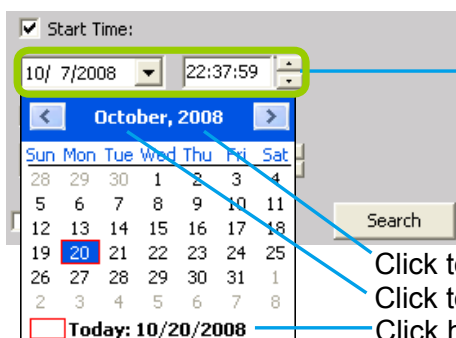 Start Time:
10/ 7/2008 22:37:59
October, 2008
Sun Mon Tue Wed Thu Fri Sat
28 29 30 1 2 3 4
5 6 7 8 9 10 11
12 13 14 15 16 17 18
19 20 21 22 23 24 25
26 27 28 29 30 31 1
2 3 4 5 6 7 8
Today: 10/20/2008
Search
Click
Click
Click